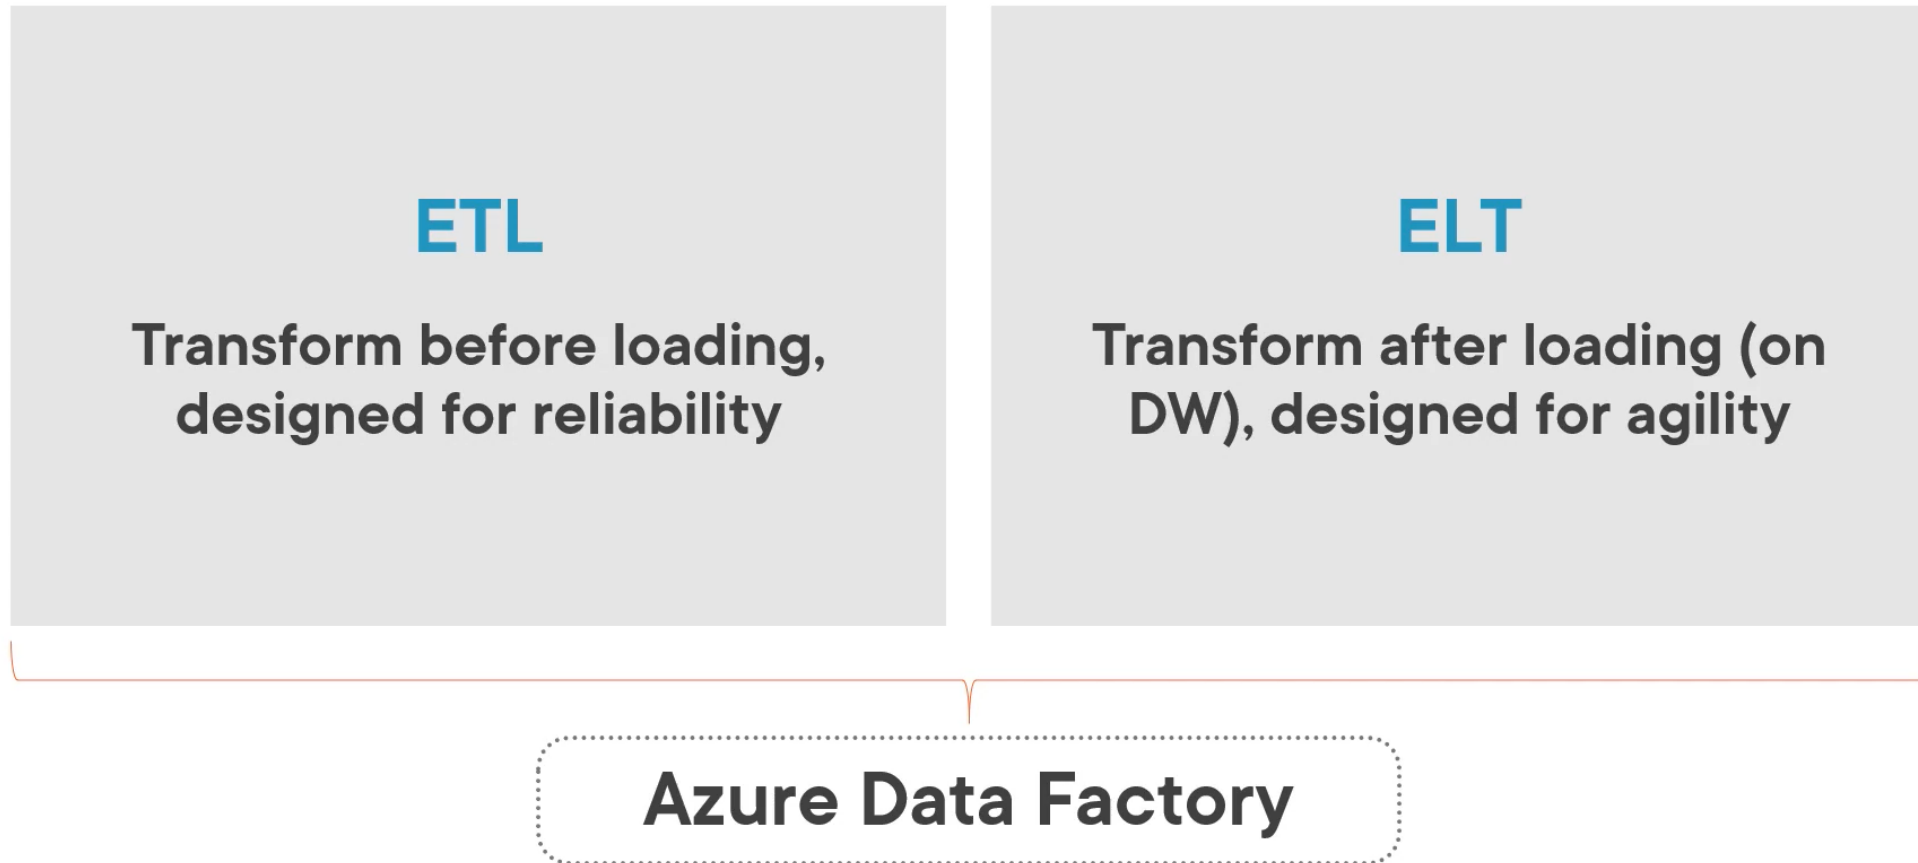 ETL
Transform before loading,
designed for reliability
ELT
Transform after loading (on
DW), designed for agility
Azure Data Factory